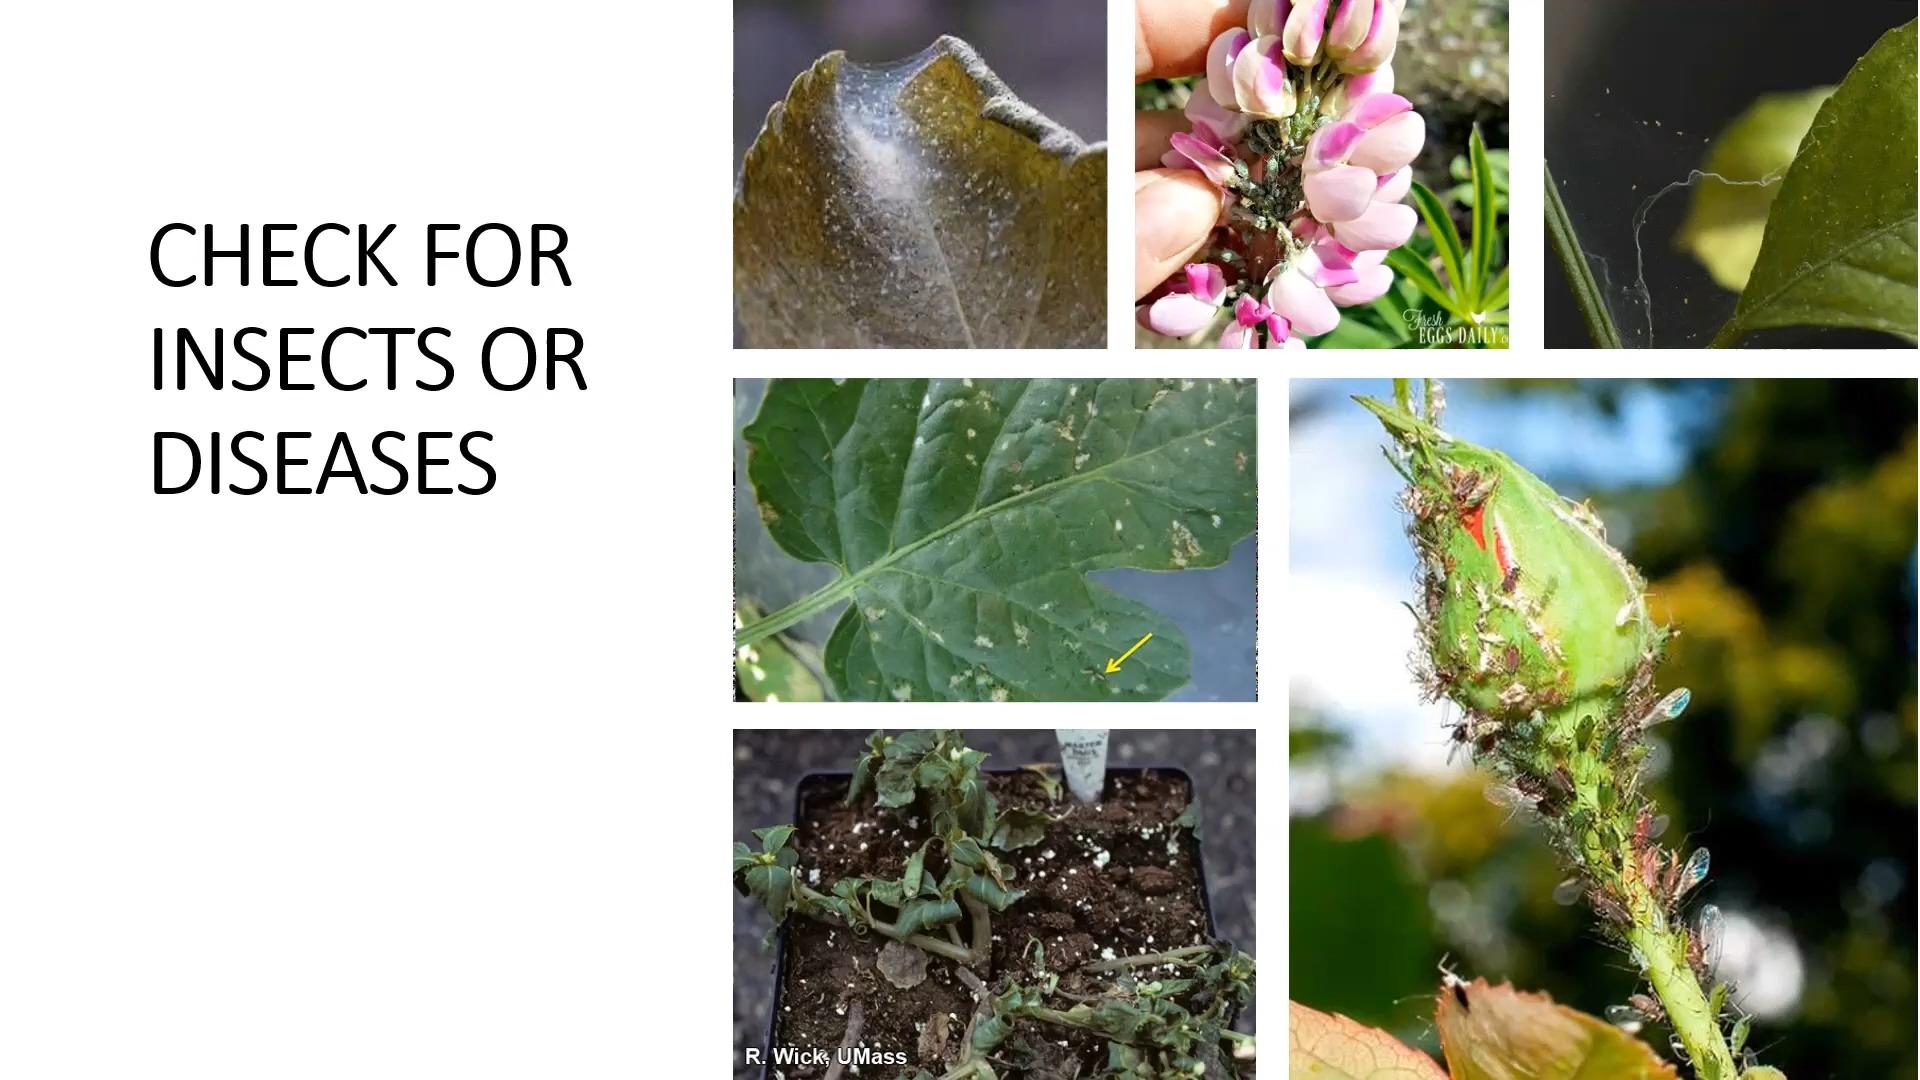 CHECK FOR
INSECTS OR
DISEASES
Fresh
EGGS DAILY
R. Wick, UMass